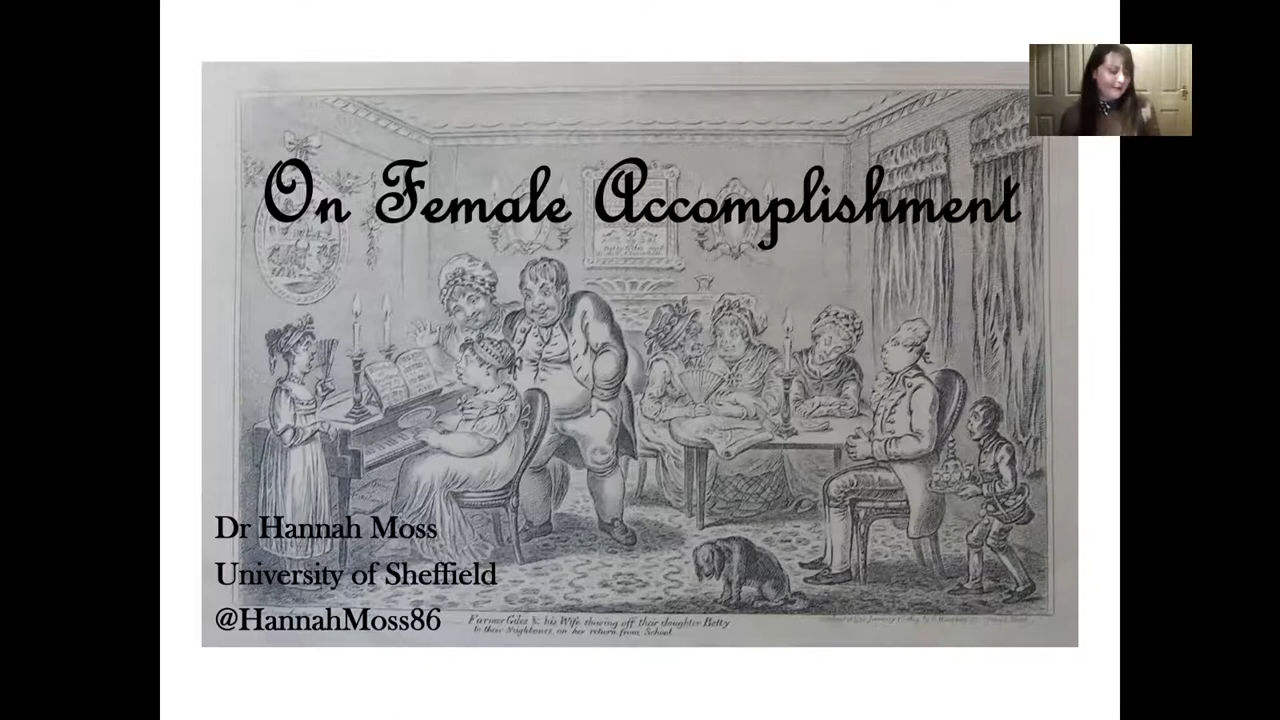 On Female Accomplishment
Dr Hannah Moss
University of Sheffield
@HannahMoss86
Farmer Giles & his Wife shewing off their daughter Betty
to their Neighbours, on her return from School.